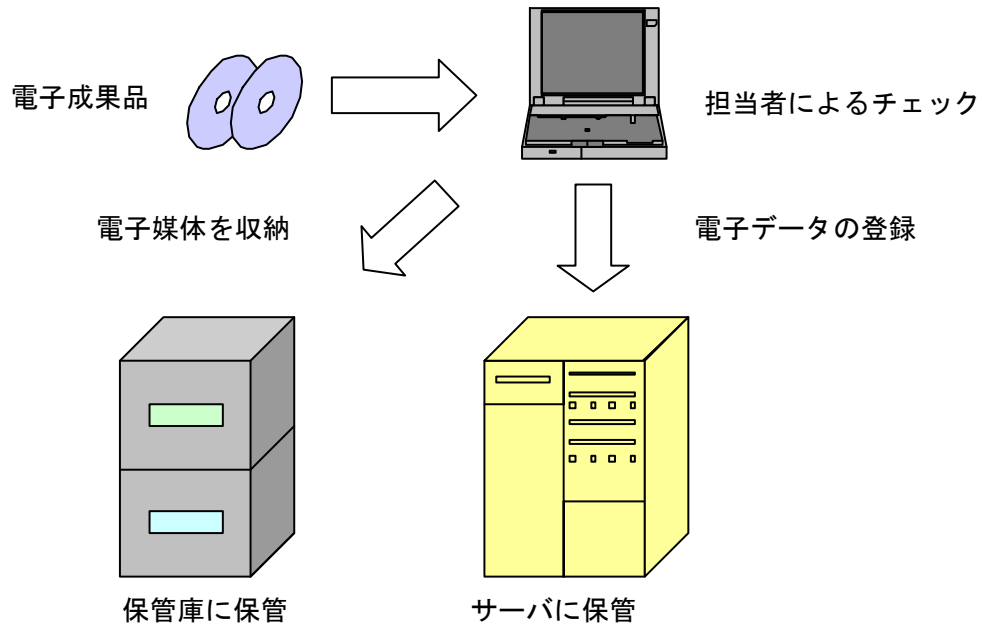 電子成果品
担当者によるチェック
電子媒体を収納
電子データの登録
保管庫に保管
サーバに保管